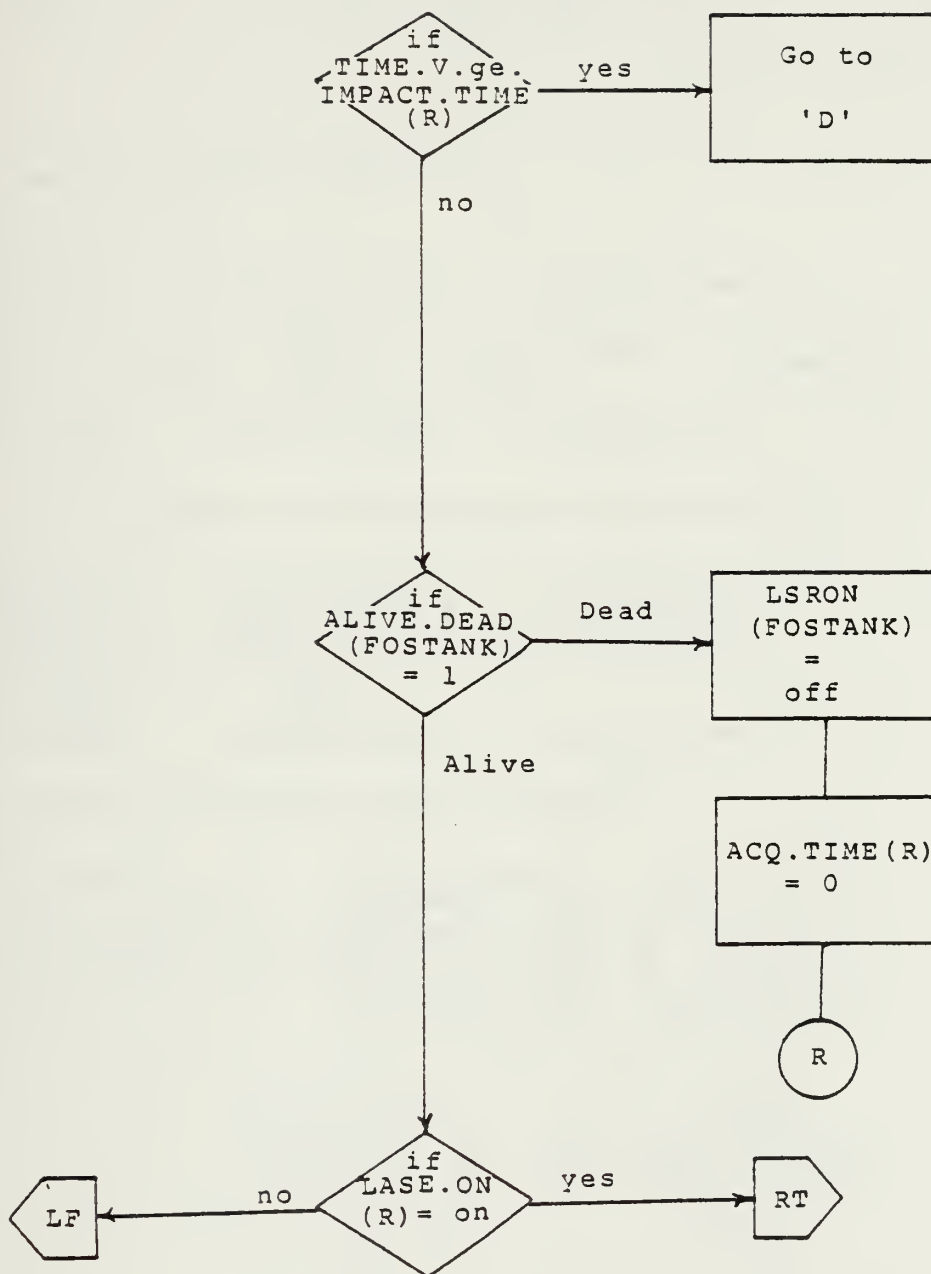 if
TIME.V.ge.
IMPACT.TIME
(R)
yes
Go to
'D'
no
if
ALIVE.DEAD
(FOSTANK)
= 1
Dead
LSRON
(FOSTANK)
=
off
Alive
ACQ.TIME(R)
= 0
R
if
LASE.ON
(R)= on
no
yes
LF
RT